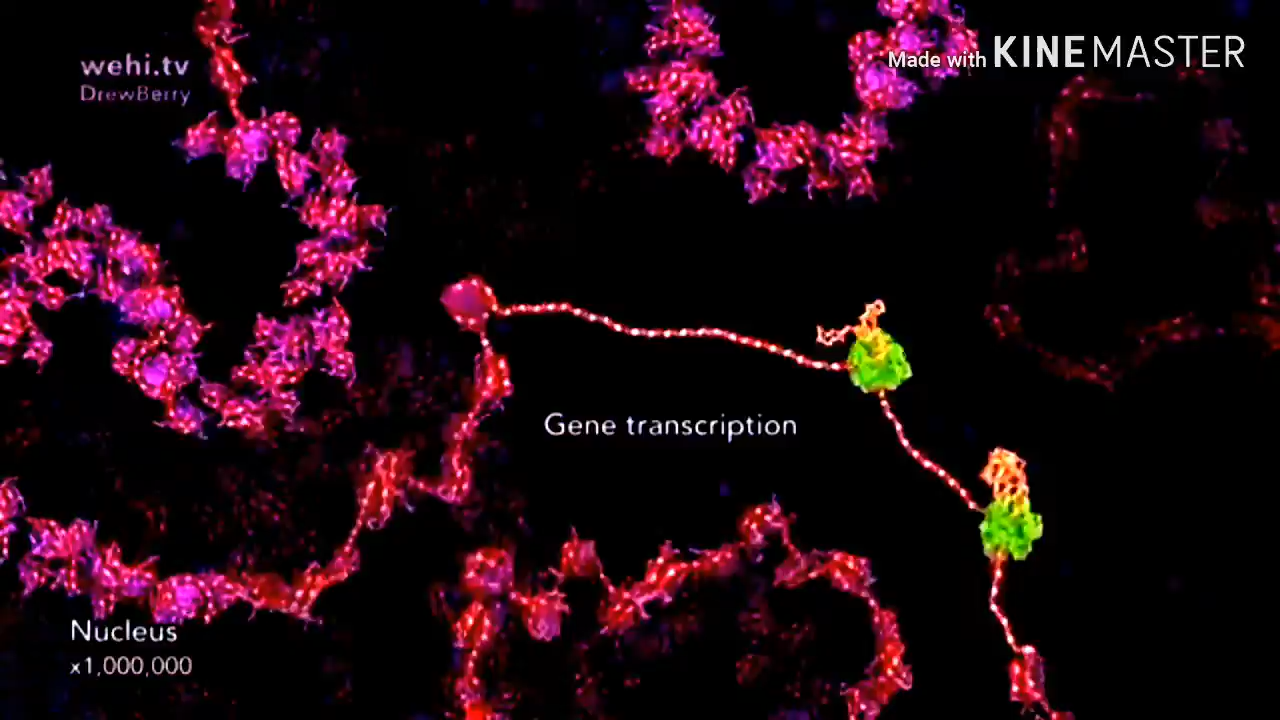 wehi.tv
DrewBerry
Made with KINEMASTER
Gene transcription
Nucleus
x1,000,000